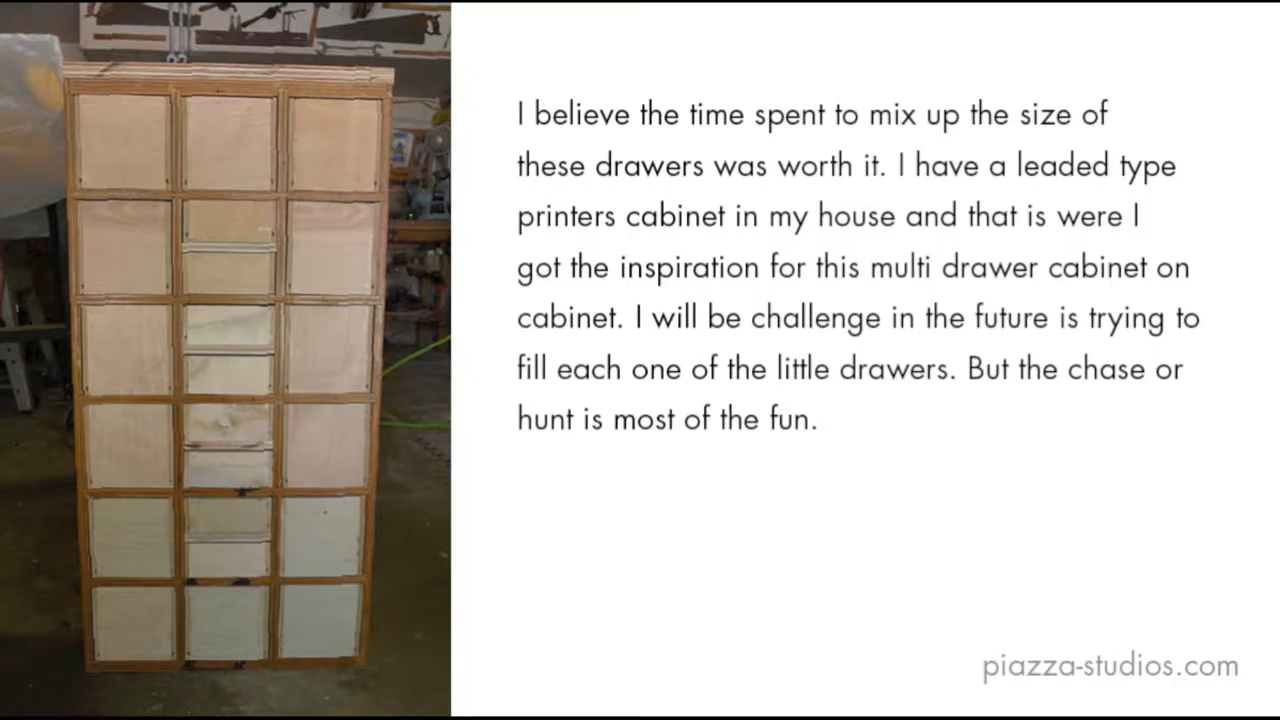 I believe the time spent to mix up the size of
these drawers was worth it. I have a leaded type
printers cabinet in my house and that is were I
got the inspiration for this multi drawer cabinet on
cabinet. I will be challenge in the future is trying to
fill each one of the little drawers. But the chase or
hunt is most of the fun.
piazza-studios.com